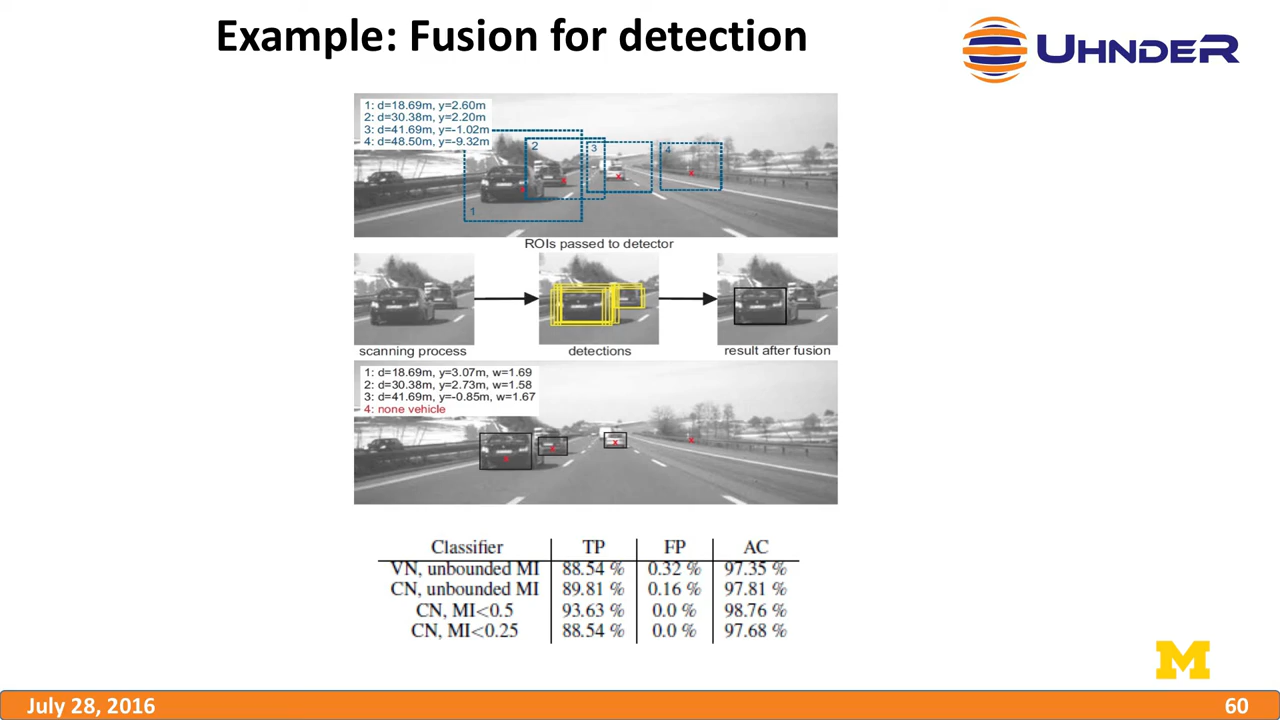 Example: Fusion for detection
UHNDER
1: d=18.69m, y=2.60m
2: d=30.38m, y=2.20m
3: d=41.69m, y=-1.02m
4: d=48.50m, y=-9.32m
2
3
4
1
ROIs passed to detector
scanning process
detections
result after fusion
1: d=18.69m, y=3.07m, w=1.69
2: d=30.38m, y=2.73m, w=1.58
3: d=41.69m, y=-0.85m, w=1.67
4: none vehicle
Classifier TP FP AC
VN, unbounded MI 88.54 % 0.32 % 97.35 %
CN, unbounded MI 89.81 % 0.16 % 97.81 %
CN, MI<0.5 93.63 % 0.0 % 98.76 %
CN, MI<0.25 88.54 % 0.0 % 97.68 %
M
July 28, 2016
60